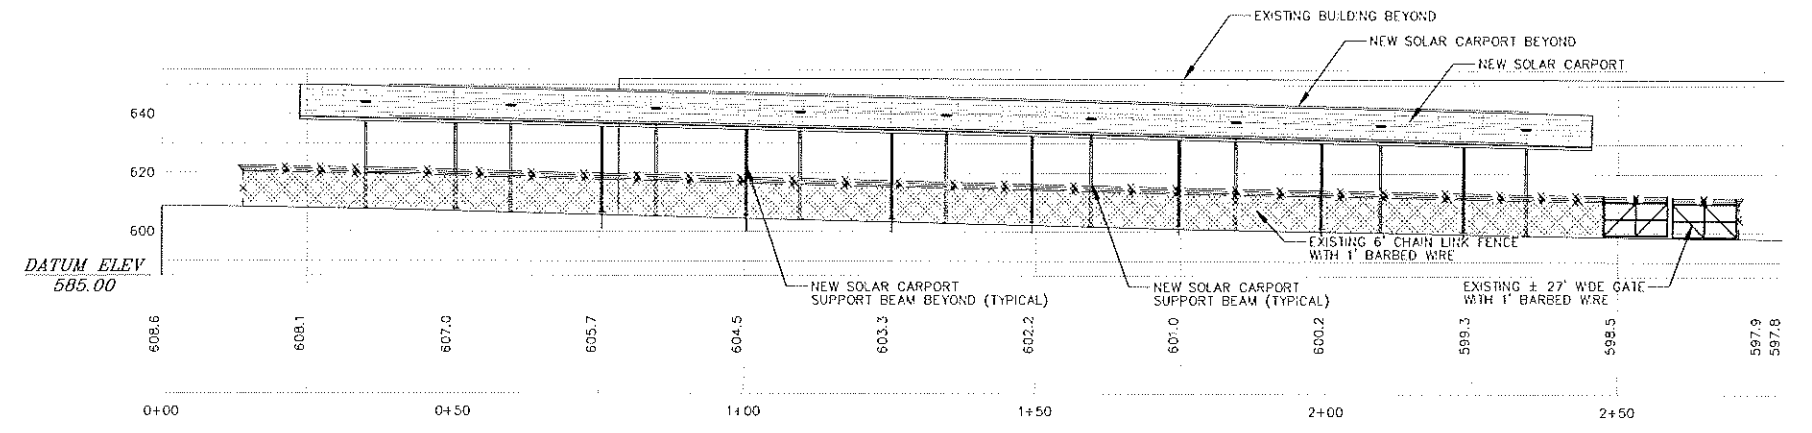 EXISTING BUILDING BEYOND
NEW SOLAR CARPORT BEYOND
NEW SOLAR CARPORT
640
620
600
DATUM ELEV
585.00
EXISTING 6' CHAIN LINK FENCE
WITH 1' BARBED WIRE
NEW SOLAR CARPORT
SUPPORT BEAM BEYOND (TYPICAL)
NEW SOLAR CARPORT
SUPPORT BEAM (TYPICAL)
EXISTING ± 27' WIDE GATE
WITH 1' BARBED WIRE
608.6
608.1
607.0
605.7
604.5
603.3
602.2
601.0
600.2
599.3
598.5
597.9
597.8
0+00
0+50
1+00
1+50
2+00
2+50